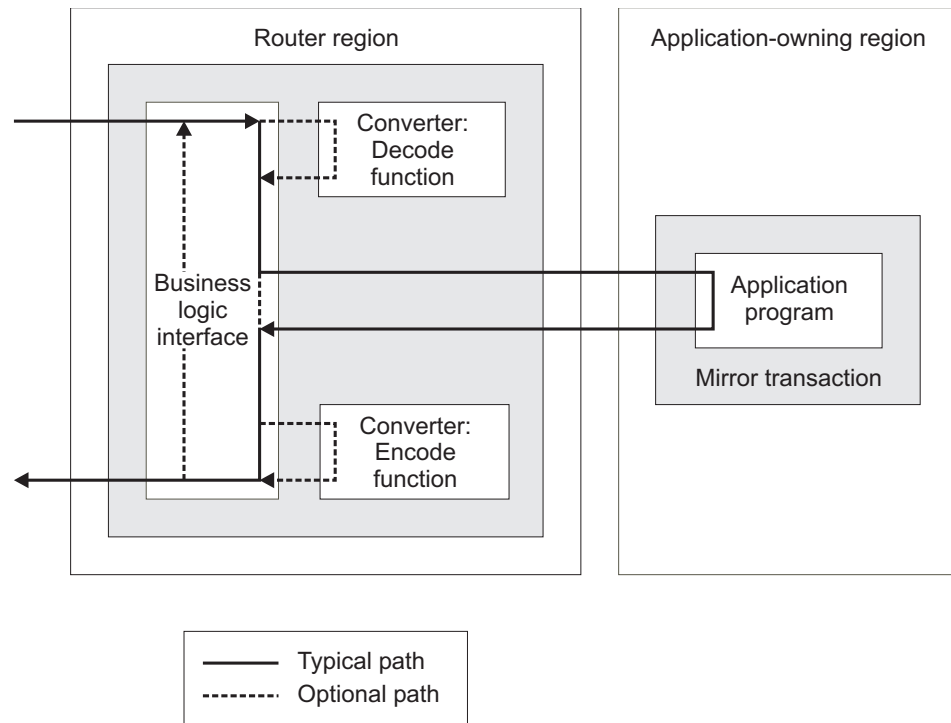 Router region
Application-owning region
Converter:
Decode
function
Business
logic
interface
Application
program
Mirror transaction
Converter:
Encode
function
Typical path
Optional path